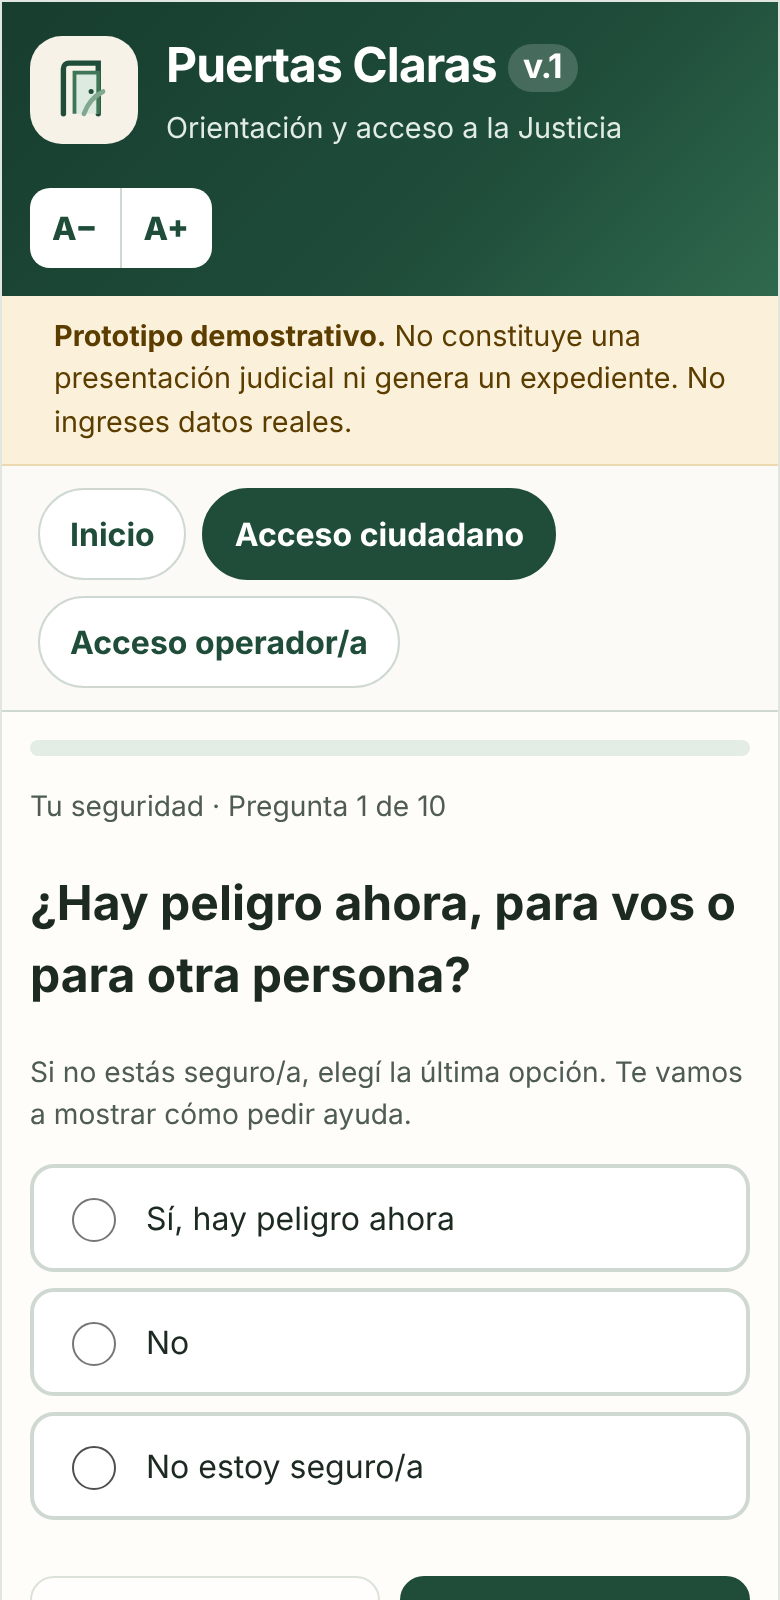 Puertas Claras v.1
Orientación y acceso a la Justicia
A− A+
Prototipo demostrativo. No constituye una
presentación judicial ni genera un expediente. No
ingreses datos reales.
Inicio Acceso ciudadano
Acceso operador/a
Tu seguridad · Pregunta 1 de 10
¿Hay peligro ahora, para vos o
para otra persona?
Si no estás seguro/a, elegí la última opción. Te vamos
a mostrar cómo pedir ayuda.
Sí, hay peligro ahora
No
No estoy seguro/a